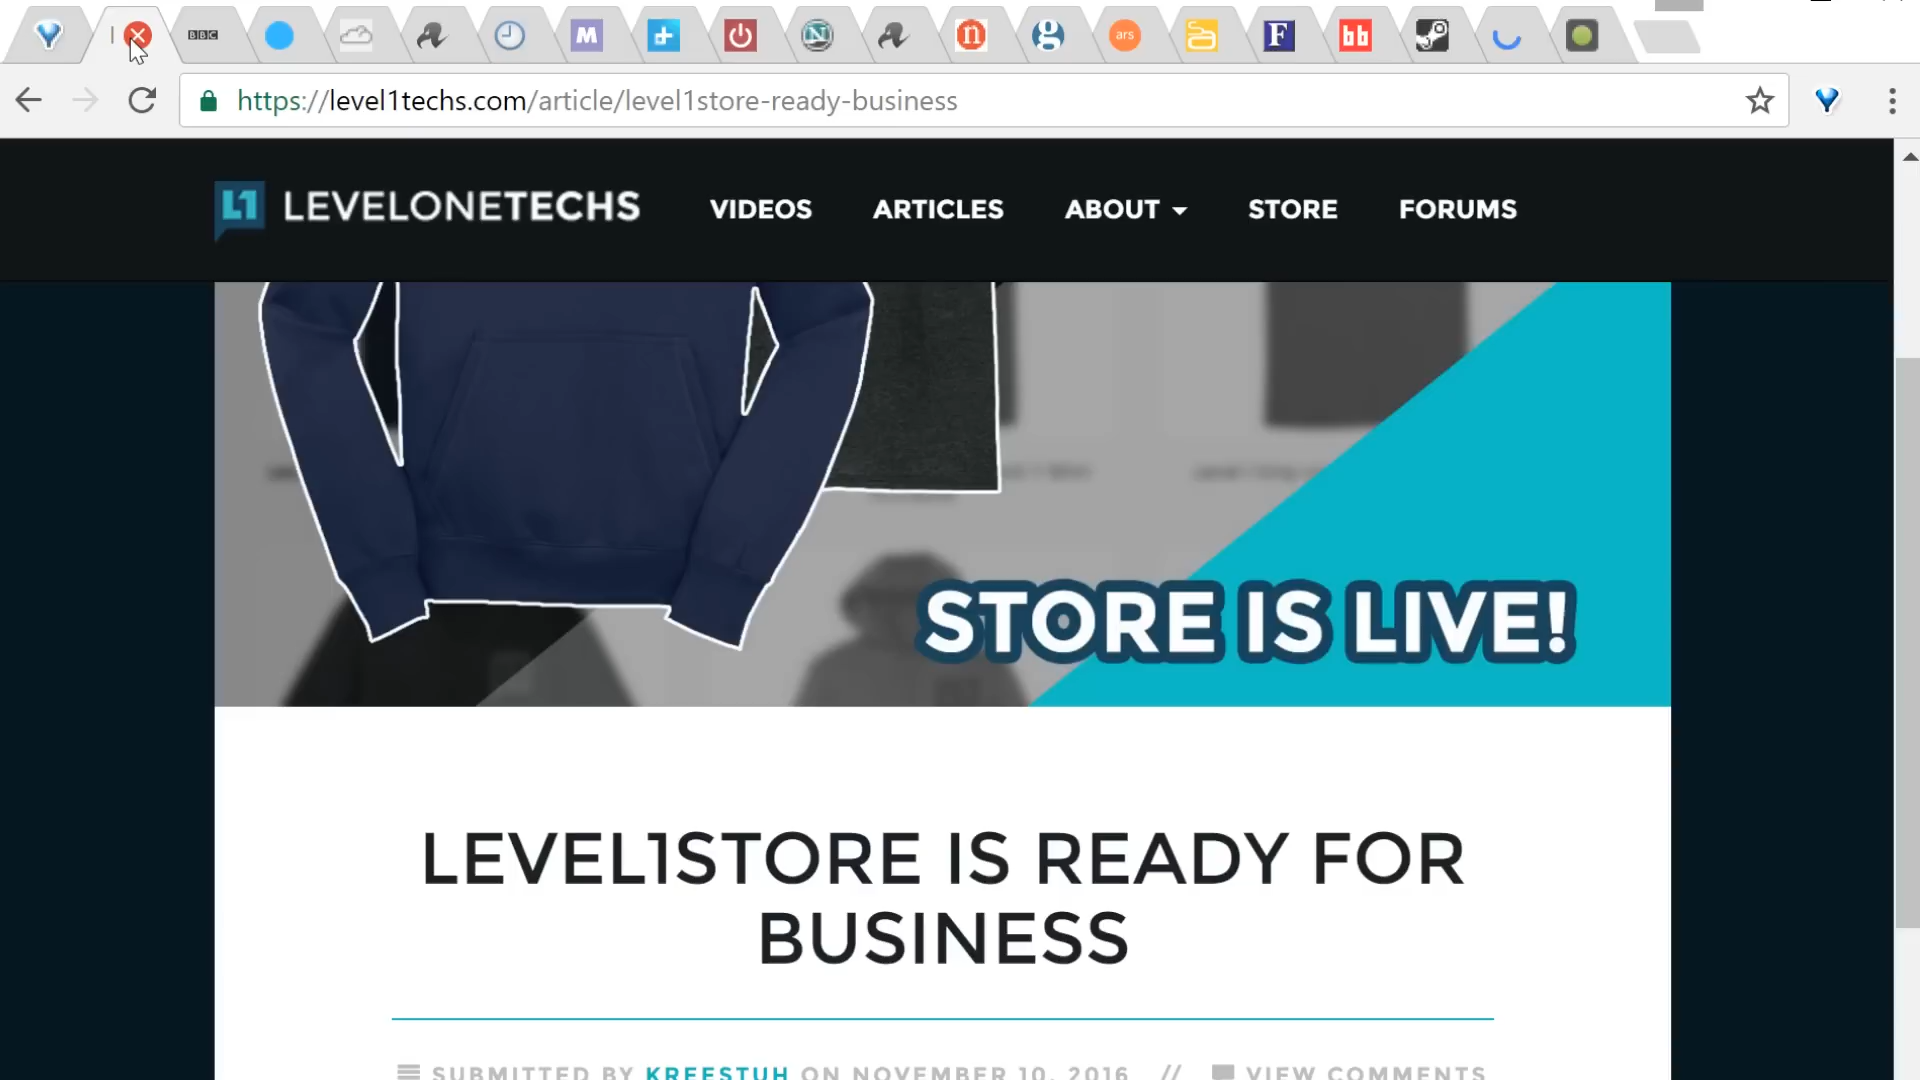 BBC
M
N
n
g
ars
F
bb
https://level1techs.com/article/level1store-ready-business
L1 LEVELONETECHS VIDEOS ARTICLES ABOUT STORE FORUMS
STORE IS LIVE!
LEVEL1STORE IS READY FOR
BUSINESS
SUBMITTED BY KREESTUH ON NOVEMBER 10, 2016 // VIEW COMMENTS